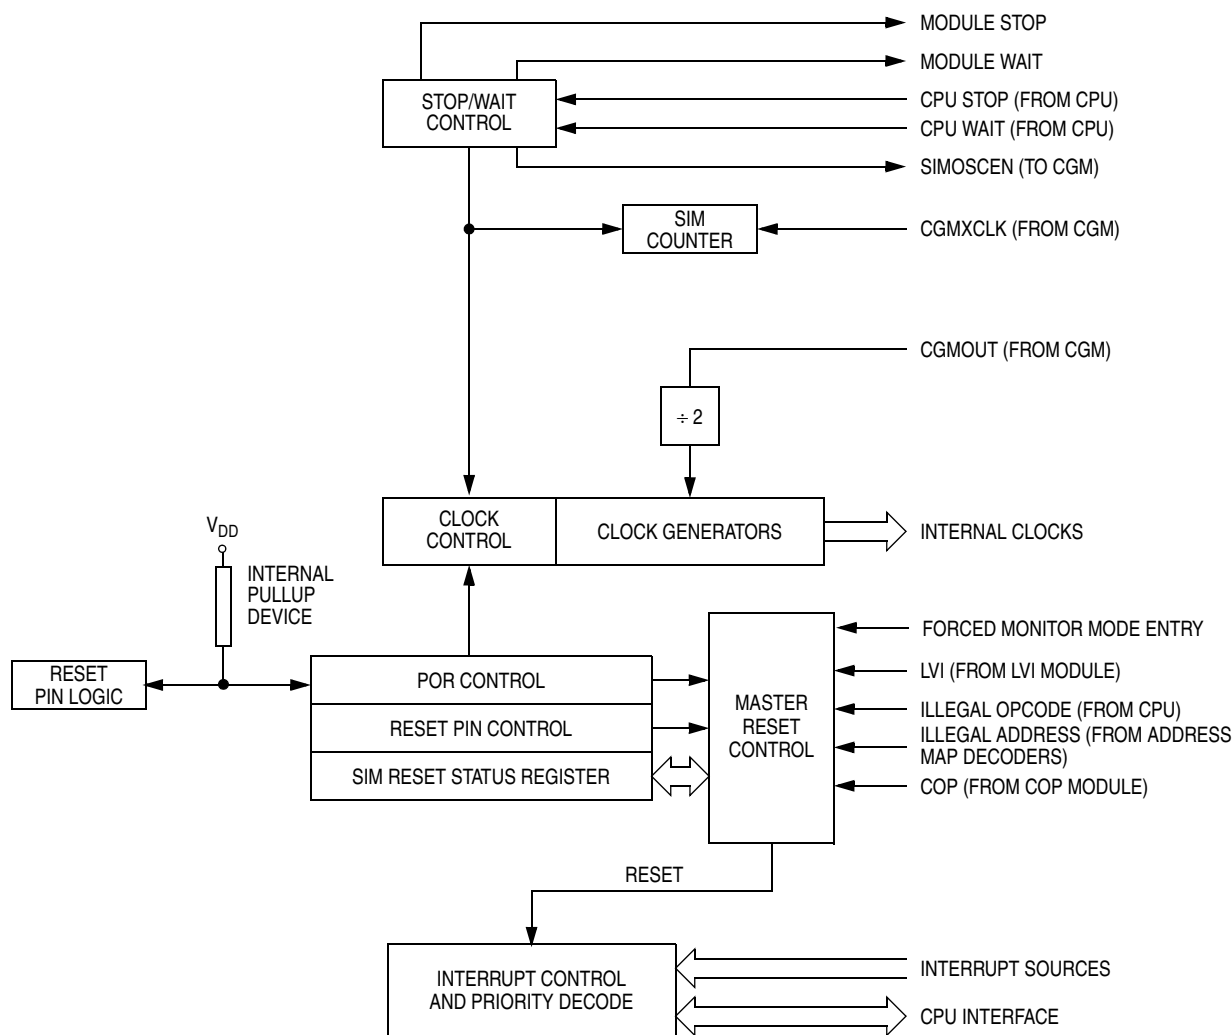 MODULE STOP
MODULE WAIT
STOP/WAIT
CONTROL
CPU STOP (FROM CPU)
CPU WAIT (FROM CPU)
SIMOSCEN (TO CGM)
SIM
COUNTER
CGMXCLK (FROM CGM)
CGMOUT (FROM CGM)
÷ 2
CLOCK
CONTROL
CLOCK GENERATORS
INTERNAL CLOCKS
VDD
INTERNAL
PULLUP
DEVICE
RESET
PIN LOGIC
POR CONTROL
RESET PIN CONTROL
SIM RESET STATUS REGISTER
MASTER
RESET
CONTROL
FORCED MONITOR MODE ENTRY
LVI (FROM LVI MODULE)
ILLEGAL OPCODE (FROM CPU)
ILLEGAL ADDRESS (FROM ADDRESS
MAP DECODERS)
COP (FROM COP MODULE)
RESET
INTERRUPT CONTROL
AND PRIORITY DECODE
INTERRUPT SOURCES
CPU INTERFACE